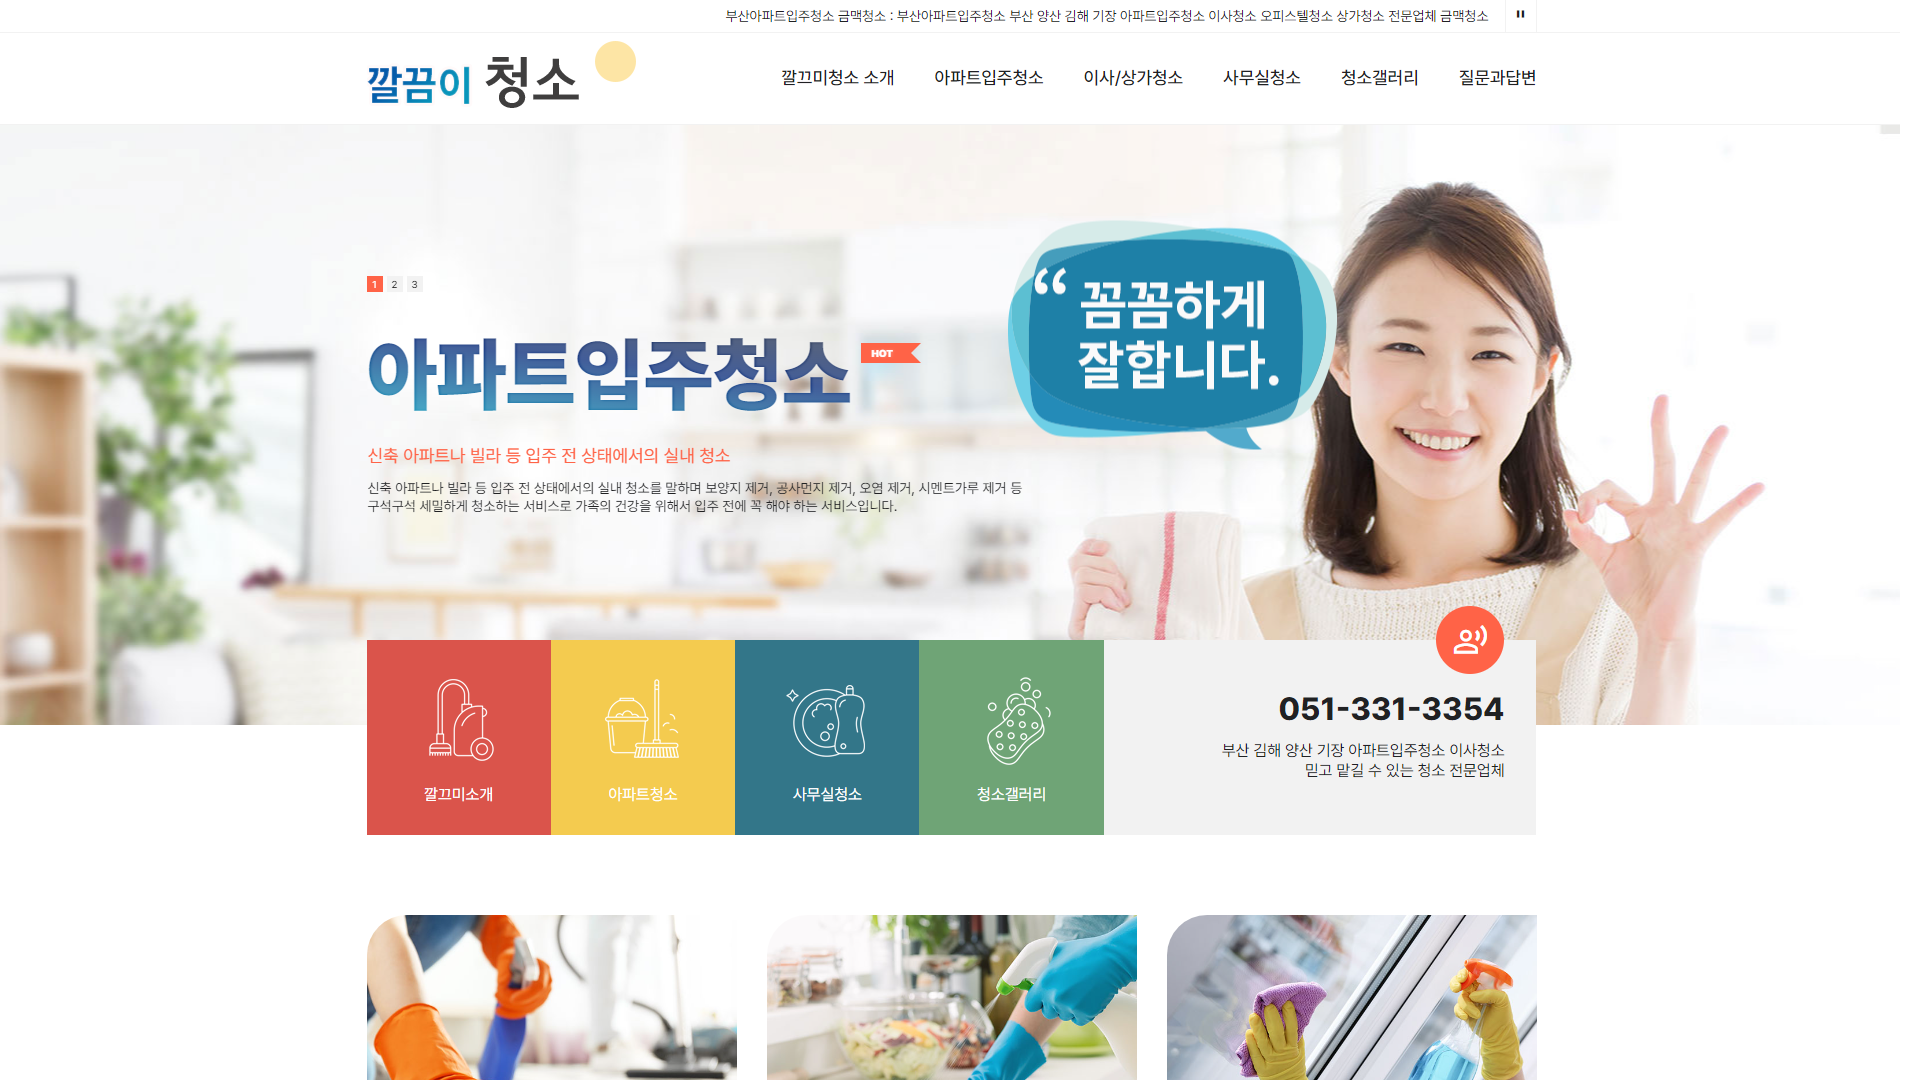 부산아파트입주청소 금맥청소 : 부산아파트입주청소 부산 양산 김해 기장 아파트입주청소 이사청소 오피스텔청소 상가청소 전문업체 금맥청소
깔끔이 청소
깔끄미청소 소개 아파트입주청소 이사/상가청소 사무실청소 청소갤러리 질문과답변
1 2 3
아파트입주청소 HOT
신축 아파트나 빌라 등 입주 전 상태에서의 실내 청소
신축 아파트나 빌라 등 입주 전 상태에서의 실내 청소를 말하며 보양지 제거, 공사먼지 제거, 오염 제거, 시멘트가루 제거 등
구석구석 세밀하게 청소하는 서비스로 가족의 건강을 위해서 입주 전에 꼭 해야 하는 서비스입니다.
“ 꼼꼼하게
잘합니다.
깔끄미소개
아파트청소
사무실청소
청소갤러리
051-331-3354
부산 김해 양산 기장 아파트입주청소 이사청소
믿고 맡길 수 있는 청소 전문업체